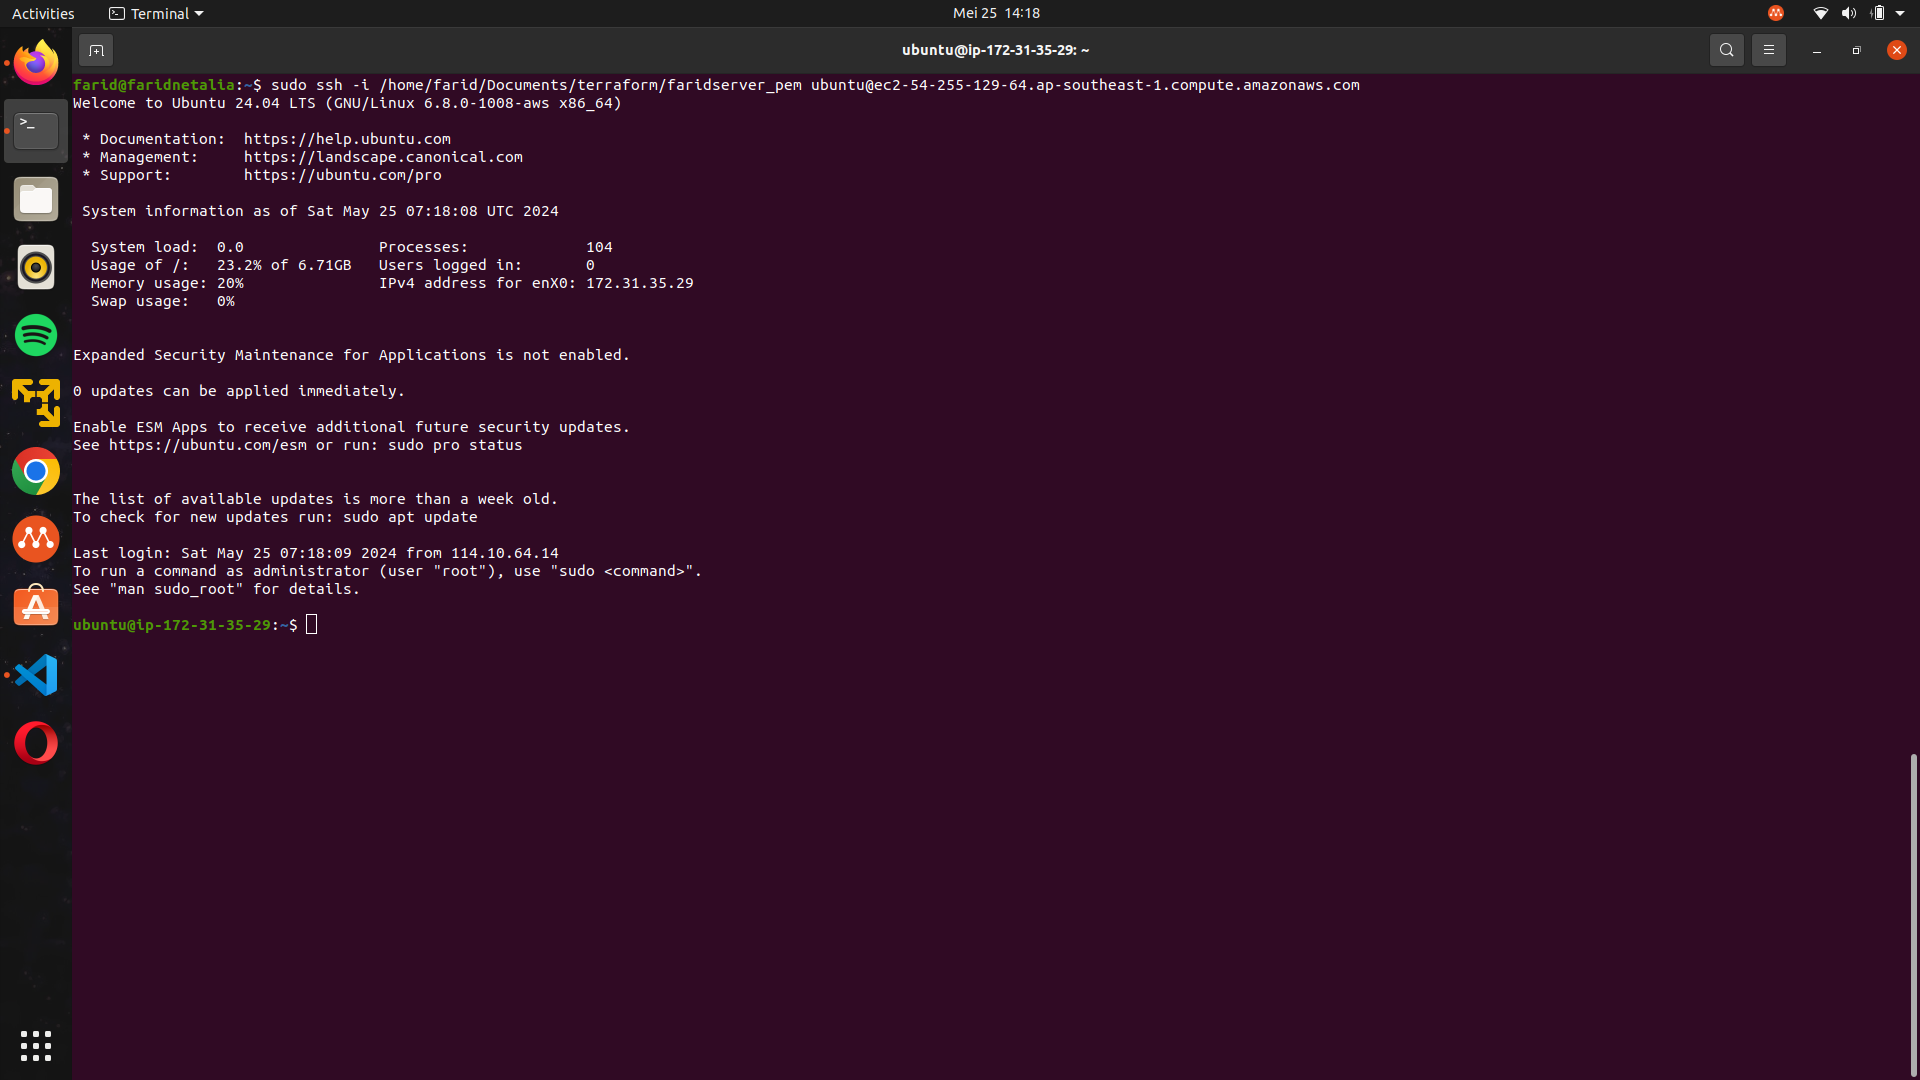 Activities
Terminal
Mei 25 14:18
ubuntu@ip-172-31-35-29: ~
farid@faridnetalia:~$ sudo ssh -i /home/farid/Documents/terraform/faridserver_pem ubuntu@ec2-54-255-129-64.ap-southeast-1.compute.amazonaws.com
Welcome to Ubuntu 24.04 LTS (GNU/Linux 6.8.0-1008-aws x86_64)
* Documentation: https://help.ubuntu.com
* Management: https://landscape.canonical.com
* Support: https://ubuntu.com/pro
System information as of Sat May 25 07:18:08 UTC 2024
System load: 0.0 Processes: 104
Usage of /: 23.2% of 6.71GB Users logged in: 0
Memory usage: 20% IPv4 address for enX0: 172.31.35.29
Swap usage: 0%
Expanded Security Maintenance for Applications is not enabled.
0 updates can be applied immediately.
Enable ESM Apps to receive additional future security updates.
See https://ubuntu.com/esm or run: sudo pro status
The list of available updates is more than a week old.
To check for new updates run: sudo apt update
Last login: Sat May 25 07:18:09 2024 from 114.10.64.14
To run a command as administrator (user "root"), use "sudo <command>".
See "man sudo_root" for details.
ubuntu@ip-172-31-35-29:~$